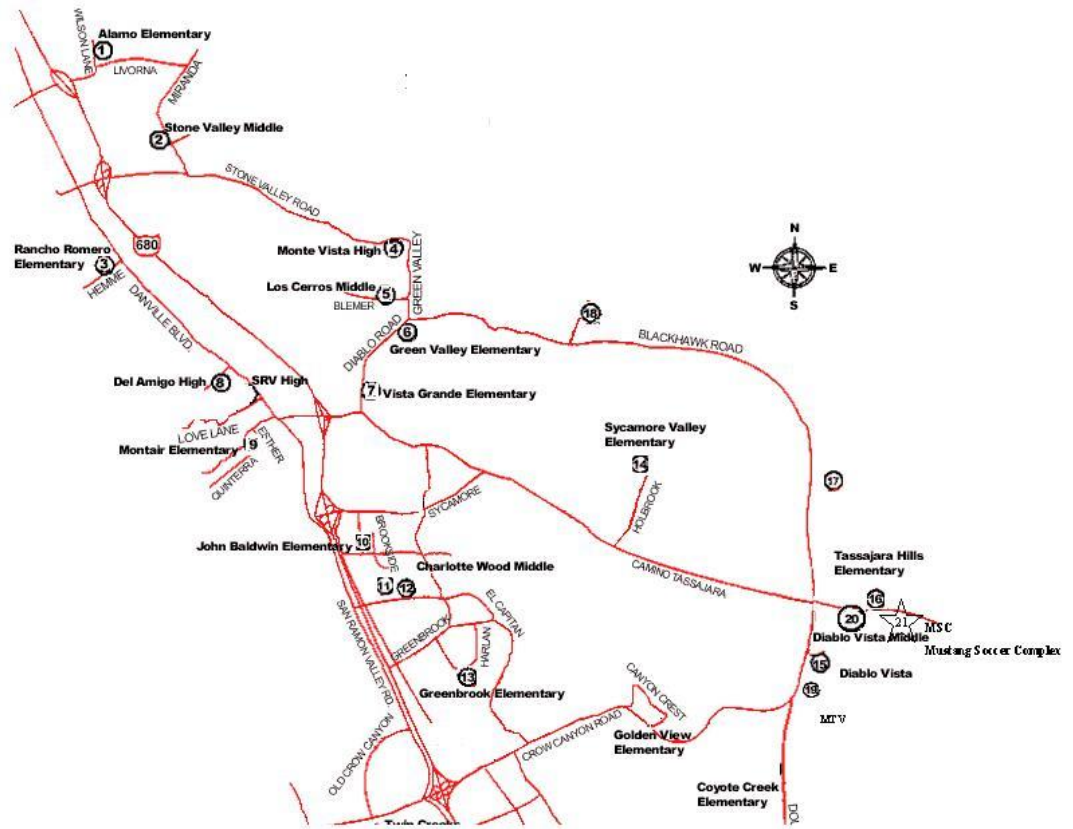 WILSON LANE
Alamo Elementary
1
LIVORNA
MIRANDA
Stone Valley Middle
2
STONE VALLEY ROAD
N
W
E
S
680
Rancho Romero
Elementary
3
HEMME
Monte Vista High
4
GREEN VALLEY
Los Cerros Middle
5
BLEMER
DANVILLE BLVD.
DIABLO ROAD
6
Green Valley Elementary
18
BLACKHAWK ROAD
Del Amigo High
8
SRV High
7
Vista Grande Elementary
LOVE LANE
ESTHER
Montair Elementary
9
QUINTERRA
Sycamore Valley
Elementary
14
HOLBROOK
17
SYCAMORE
John Baldwin Elementary
10
BROOKSIDE
Charlotte Wood Middle
11
12
CAMINO TASSAJARA
Tassajara Hills
Elementary
16
20
21
MSC
Diablo Vista Middle
Mustang Soccer Complex
15
Diablo Vista
19
MTV
SAN RAMON VALLEY RD.
GREENBROOK
EL CAPITAN
HARLAN
13
Greenbrook Elementary
CANYON CREST
OLD CROW CANYON
CROW CANYON ROAD
Golden View
Elementary
Coyote Creek
Elementary
DOU
Twin Creeks